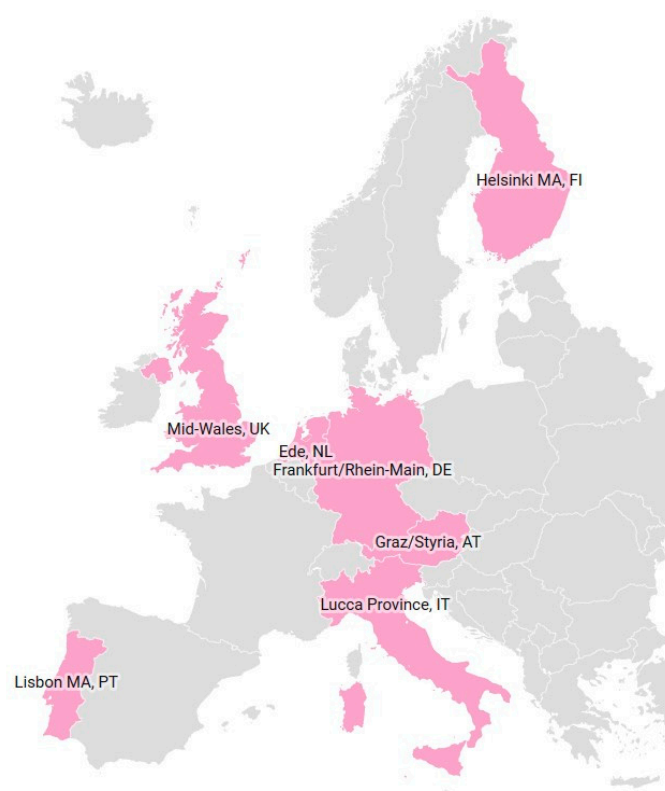 Helsinki MA, FI
Mid-Wales, UK
Ede, NL
Frankfurt/Rhein-Main, DE
Graz/Styria, AT
Lucca Province, IT
Lisbon MA, PT